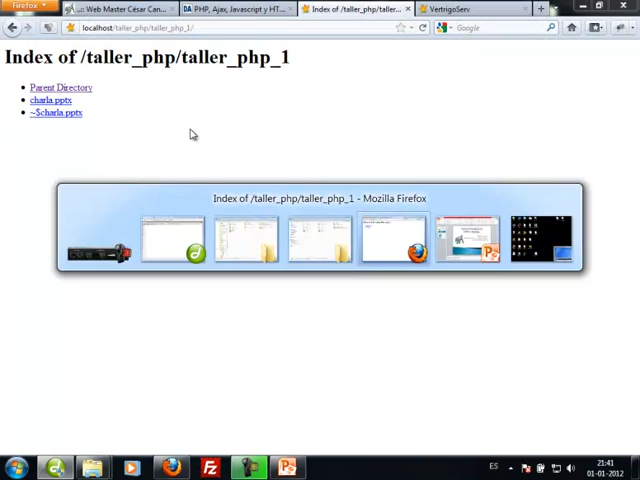 Firefox
.:: Web Master César Can...
PHP, Ajax, Javascript y HT...
Index of /taller_php/taller_...
VertrigoServ
localhost/taller_php/taller_php_1/
Google
Index of /taller_php/taller_php_1
Parent Directory
charla.pptx
~$charla.pptx
Index of /taller_php/taller_php_1 - Mozilla Firefox
ES
21:41
01-01-2012